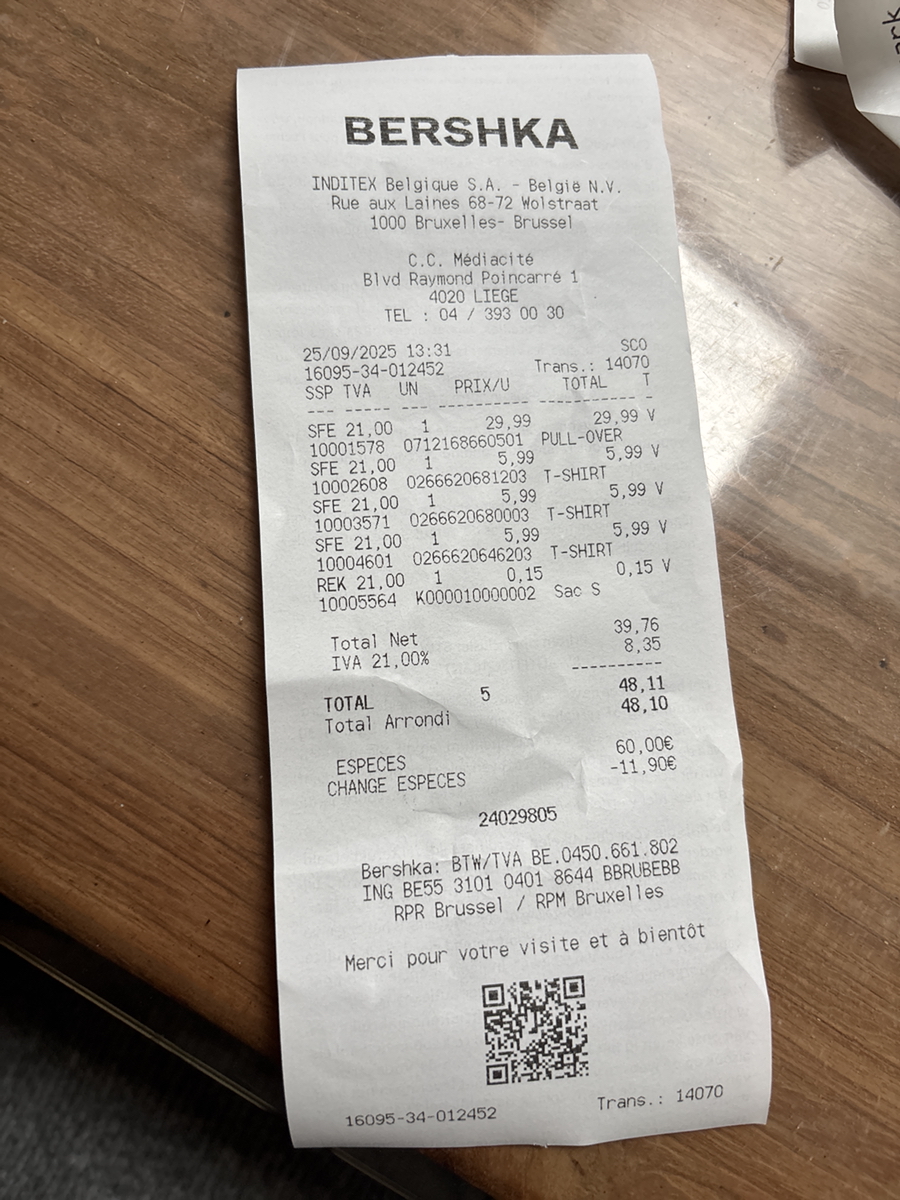 BERSHKA
INDITEX Belgique S.A. - België N.V.
Rue aux Laines 68-72 Wolstraat
1000 Bruxelles- Brussel
C.C. Médiacité
Blvd Raymond Poincarré 1
4020 LIEGE
TEL : 04 / 393 00 30
25/09/2025 13:31 SCO
16095-34-012452 Trans.: 14070
SSP TVA UN PRIX/U TOTAL T
--- ----- --- ----------- ----------- -
SFE 21,00 1 29,99 29,99 V
10001578 0712168660501 PULL-OVER
SFE 21,00 1 5,99 5,99 V
10002608 0266620681203 T-SHIRT
SFE 21,00 1 5,99 5,99 V
10003571 0266620680003 T-SHIRT
SFE 21,00 1 5,99 5,99 V
10004601 0266620646203 T-SHIRT
REK 21,00 1 0,15 0,15 V
10005564 K000010000002 Sac S
Total Net 39,76
IVA 21,00% 8,35
----------
TOTAL 5 48,11
Total Arrondi 48,10
ESPECES 60,00€
CHANGE ESPECES -11,90€
24029805
Bershka: BTW/TVA BE.0450.661.802
ING BE55 3101 0401 8644 BBRUBEBB
RPR Brussel / RPM Bruxelles
Merci pour votre visite et à bientôt
16095-34-012452 Trans.: 14070